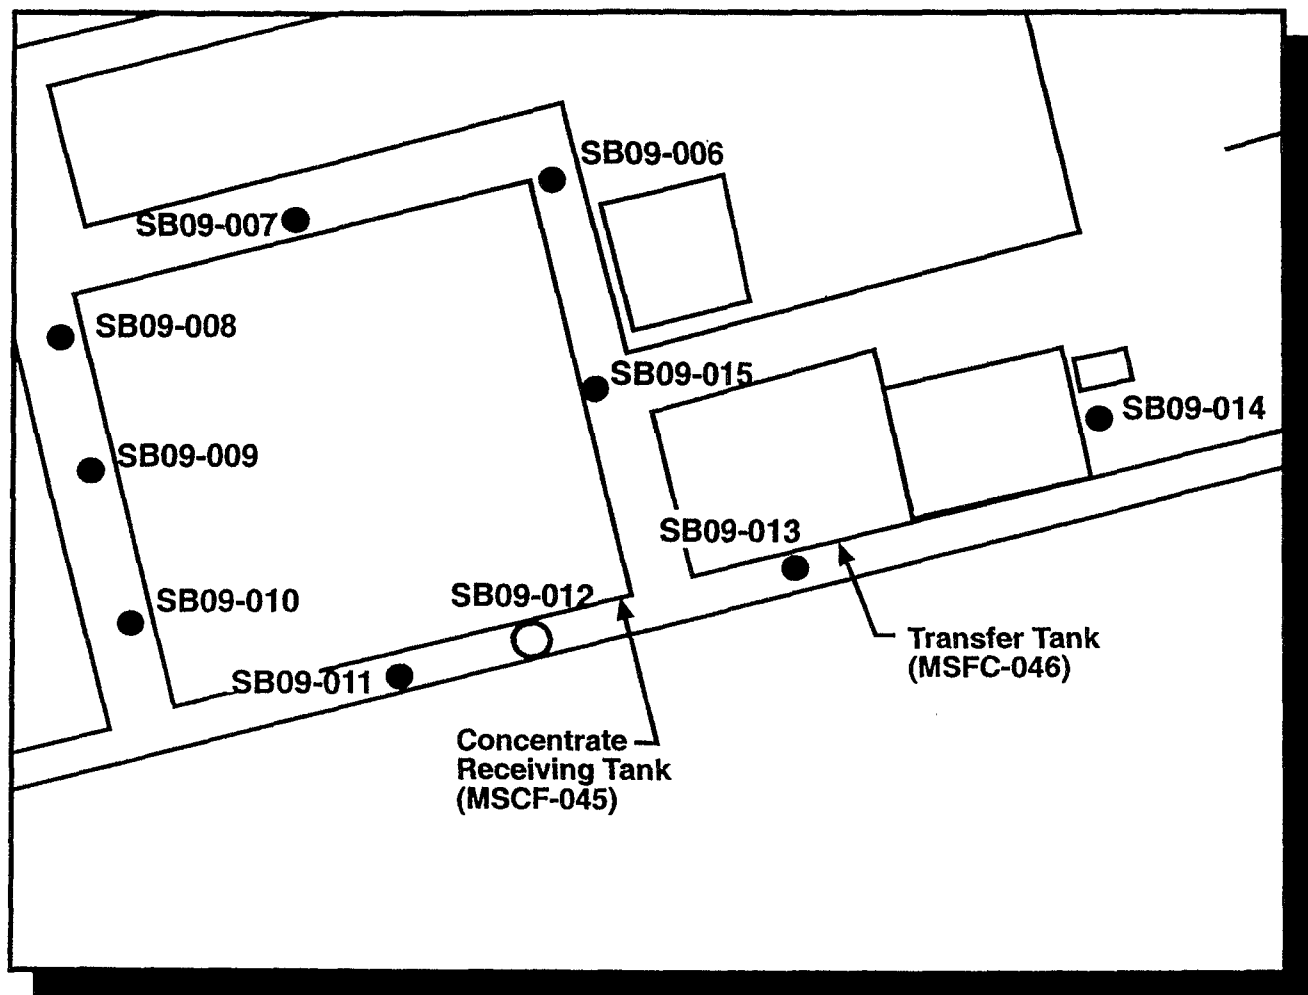 SB09-006
SB09-007
SB09-008
SB09-015
SB09-014
SB09-009
SB09-013
SB09-012
SB09-010
Transfer Tank
(MSFC-046)
SB09-011
Concentrate
Receiving Tank
(MSCF-045)